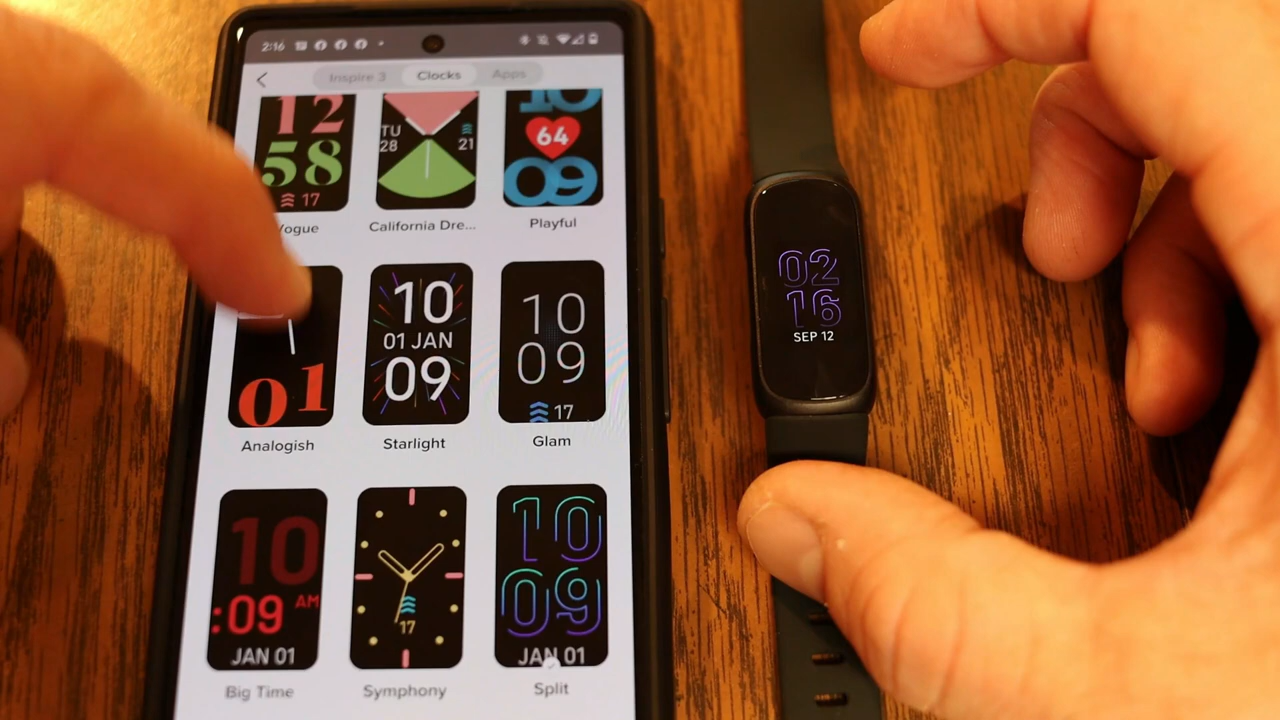 2:16
Inspire 3 Clocks Apps
12
58
17
TU
28
21
10
64
09
Vogue
California Dre...
Playful
01
10
01 JAN
09
10
09
17
Analogish
Starlight
Glam
10
:09 AM
JAN 01
17
10
09
JAN 01
Big Time
Symphony
Split
02
16
SEP 12